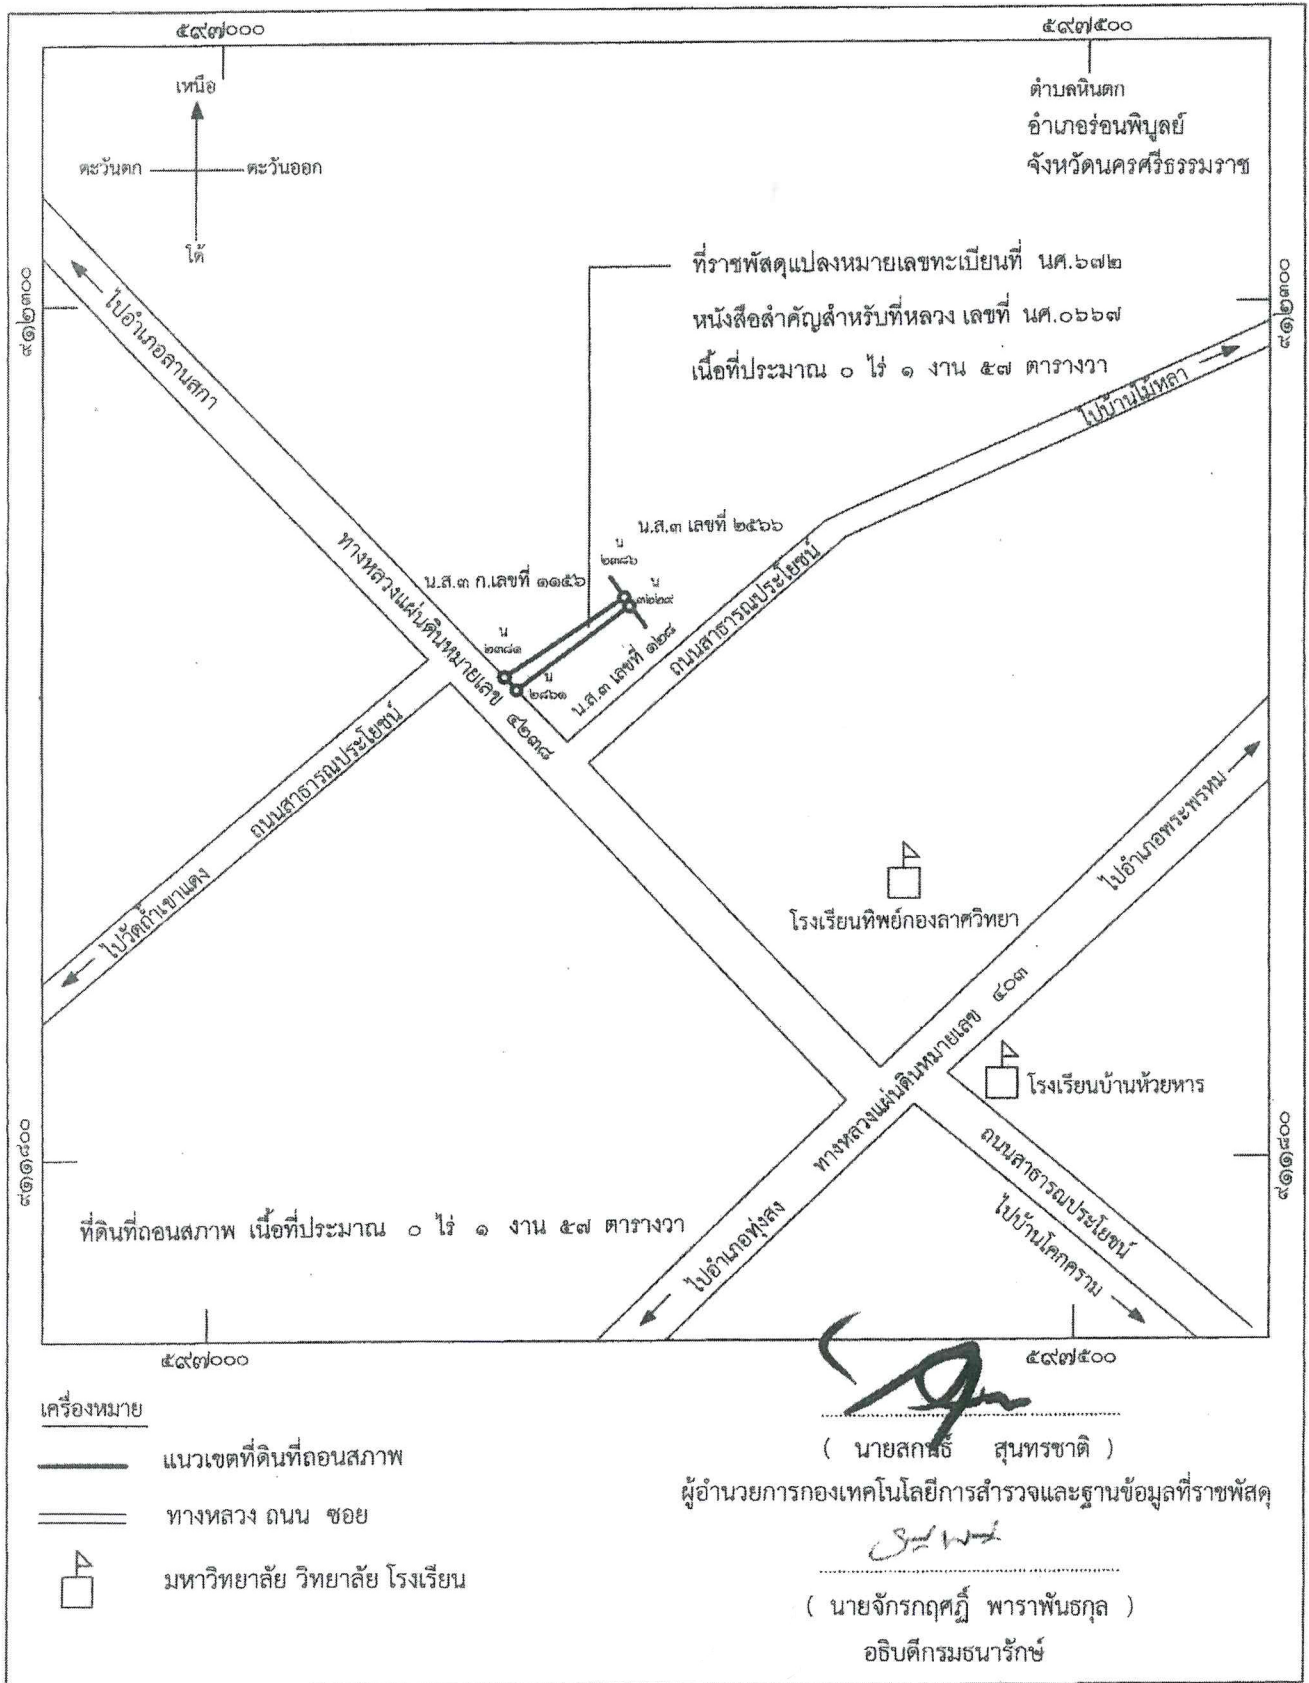 ๕๙๗๐๐๐
๕๙๗๕๐๐
เหนือ
ตะวันตก
ตะวันออก
ใต้
ตำบลหินตก
อำเภอร่อนพิบูลย์
จังหวัดนครศรีธรรมราช
๙๑๒๓๐๐
๙๑๒๓๐๐
ที่ราชพัสดุแปลงหมายเลขทะเบียนที่ นศ.๖๗๒
หนังสือสำคัญสำหรับที่หลวง เลขที่ นศ.๐๖๖๗
เนื้อที่ประมาณ ๐ ไร่ ๑ งาน ๕๗ ตารางวา
ไปอำเภอลานสกา
ไปบ้านไม้หลา
น.ส.๓ เลขที่ ๒๕๖๖
น
๒๓๘๖
น.ส.๓ ก.เลขที่ ๑๑๕๖
น
๓๒๒๙
น
๒๓๘๑
น
๒๘๖๑
น.ส.๓ เลขที่ ๑๒๘
ถนนสาธารณประโยชน์
ทางหลวงแผ่นดินหมายเลข ๔๒๓๘
ถนนสาธารณประโยชน์
ไปวัดถ้ำเขาแดง
ไปอำเภอพระพรหม
โรงเรียนทิพย์กองลาศวิทยา
ทางหลวงแผ่นดินหมายเลข ๔๐๓
โรงเรียนบ้านห้วยหาร
๙๑๑๘๐๐
๙๑๑๘๐๐
ถนนสาธารณประโยชน์
ไปบ้านโคกคราม
ไปอำเภอทุ่งสง
ที่ดินที่ถอนสภาพ เนื้อที่ประมาณ ๐ ไร่ ๑ งาน ๕๗ ตารางวา
๕๙๗๐๐๐
๕๙๗๕๐๐
เครื่องหมาย
แนวเขตที่ดินที่ถอนสภาพ
ทางหลวง ถนน ซอย
มหาวิทยาลัย วิทยาลัย โรงเรียน
( สุนทรชาติ )
ผู้อำนวยการกองเทคโนโลยีการสำรวจและฐานข้อมูลที่ราชพัสดุ
( นายจักรกฤศฏิ์ พาราพันธกุล )
อธิบดีกรมธนารักษ์